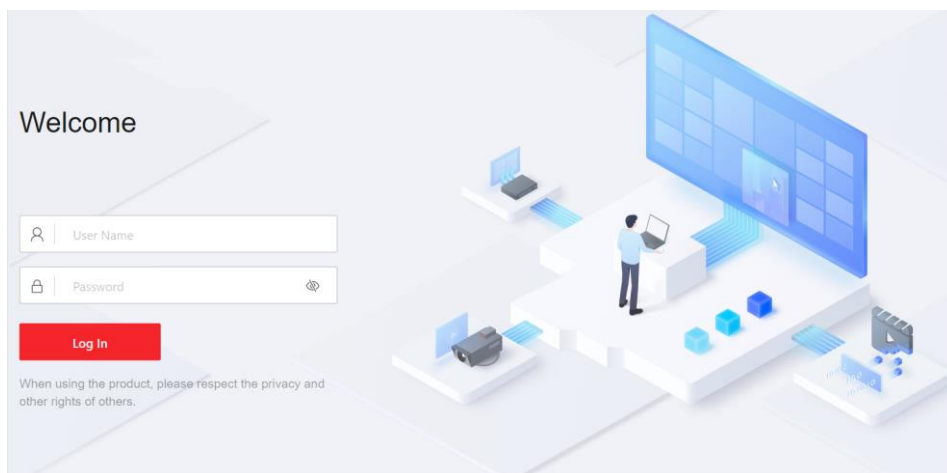 Welcome
User Name
Password
Log In
When using the product, please respect the privacy and
other rights of others.